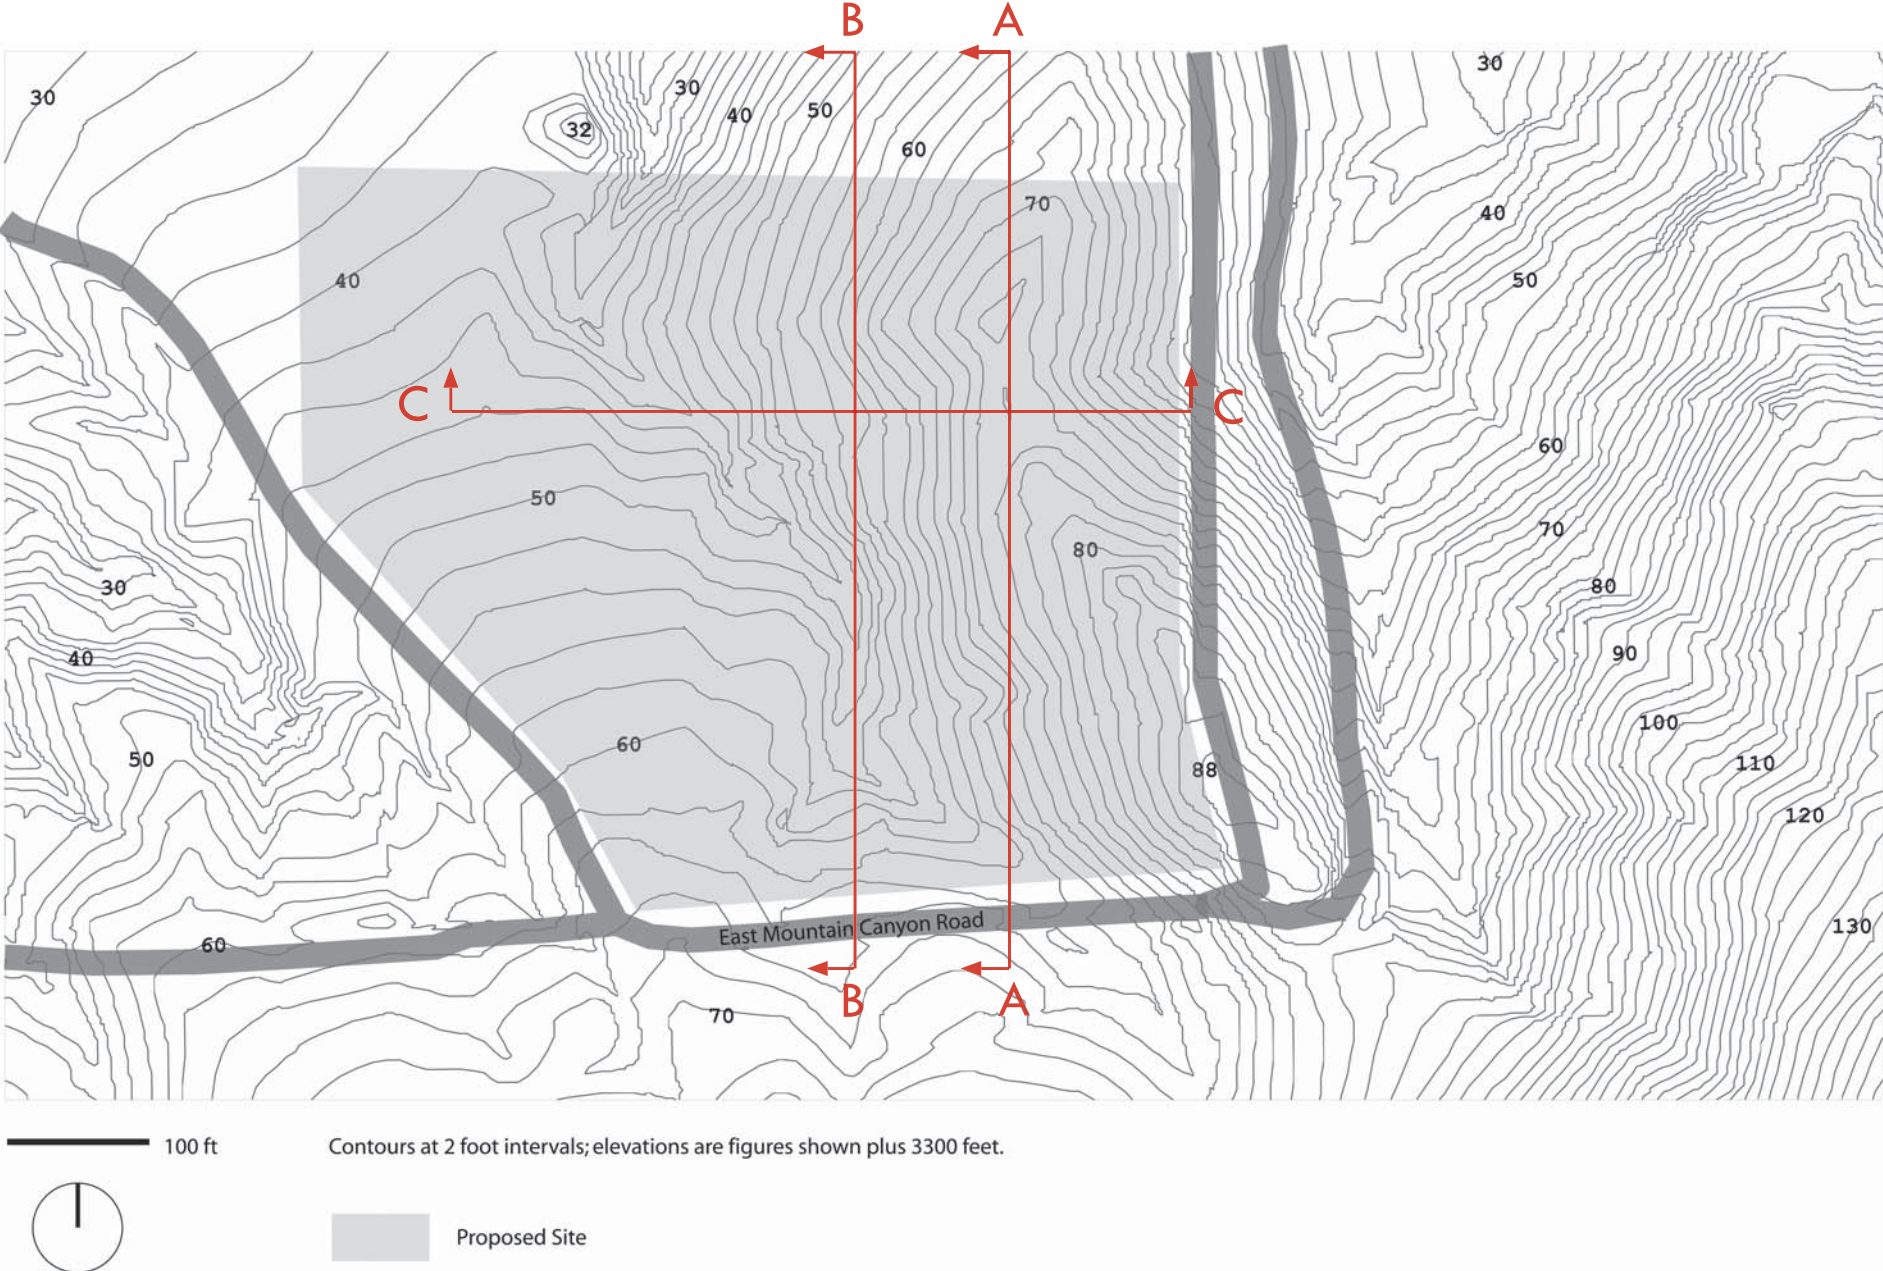 B A
30 30 40 50 60 32 30
70 40
40 50
C C
60
50 70
80 80
30
40 90
60 100
50 88 110
120
East Mountain Canyon Road
60 130
B A
70
100 ft
Contours at 2 foot intervals; elevations are figures shown plus 3300 feet.
Proposed Site